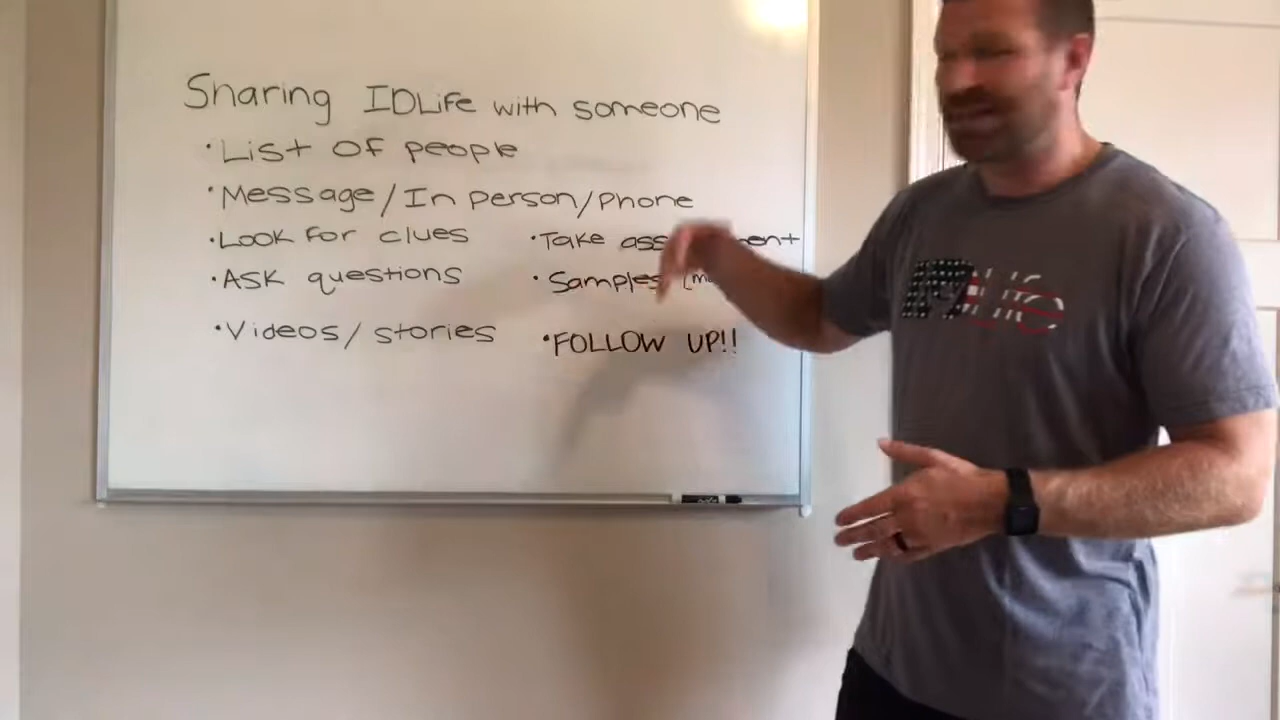 Sharing IDLife with someone
• List of people
• Message/In person/phone
• Look for clues
• Ask questions
• Videos/stories
• Take
• Samples
• FOLLOW UP!!